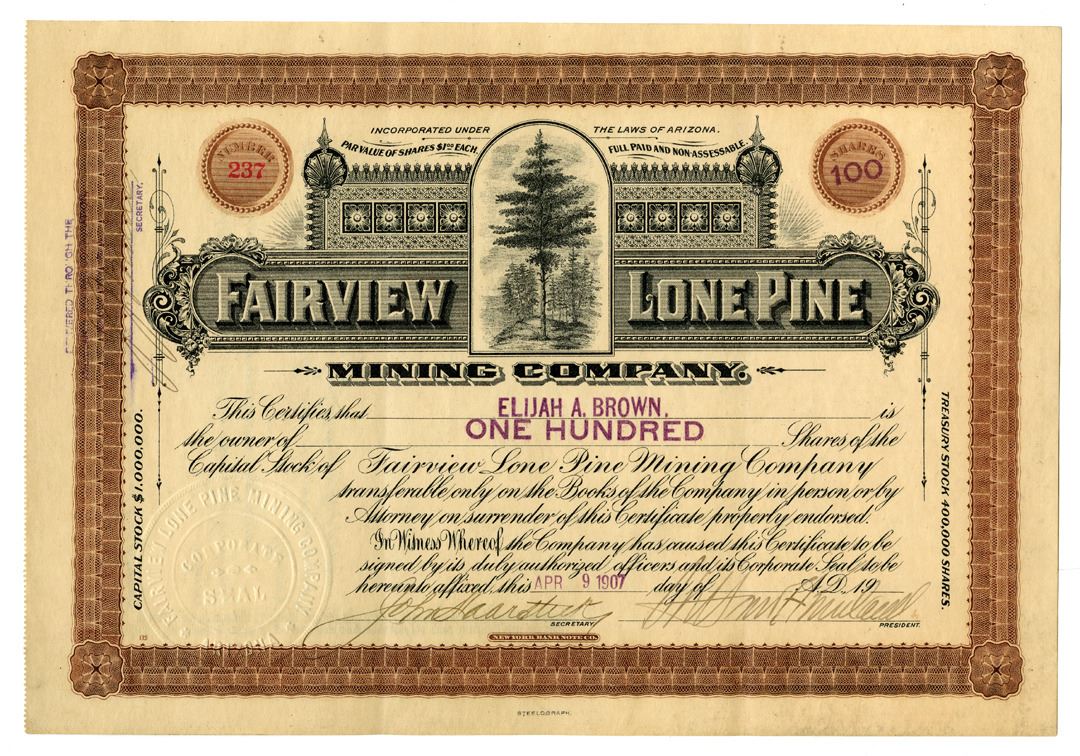 INCORPORATED UNDER THE LAWS OF ARIZONA.
PAR VALUE OF SHARES $1.00 EACH. FULL PAID AND NON-ASSESSABLE.
NUMBER
237
SHARES
100
FAIRVIEW LONE PINE
MINING COMPANY.
This Certifies, that ELIJAH A. BROWN. is
the owner of ONE HUNDRED Shares of the
Capital Stock of Fairview Lone Pine Mining Company
transferable only on the Books of the Company in person or by
Attorney on surrender of this Certificate properly endorsed.
In Witness Whereof the Company has caused this Certificate to be
signed by its duly authorized officers and its Corporate Seal to be
hereunto affixed, this APR 9 1907 day of A.D. 19
SECRETARY
PRESIDENT.
NEW YORK BANK NOTE CO.
STEELOGRAPH.
CAPITAL STOCK $1,000,000.
TREASURY STOCK 400,000 SHARES.
THE
SECRETARY.
FAIRVIEW LONE PINE MINING COMPANY
CORPORATE
SEAL
ARIZONA